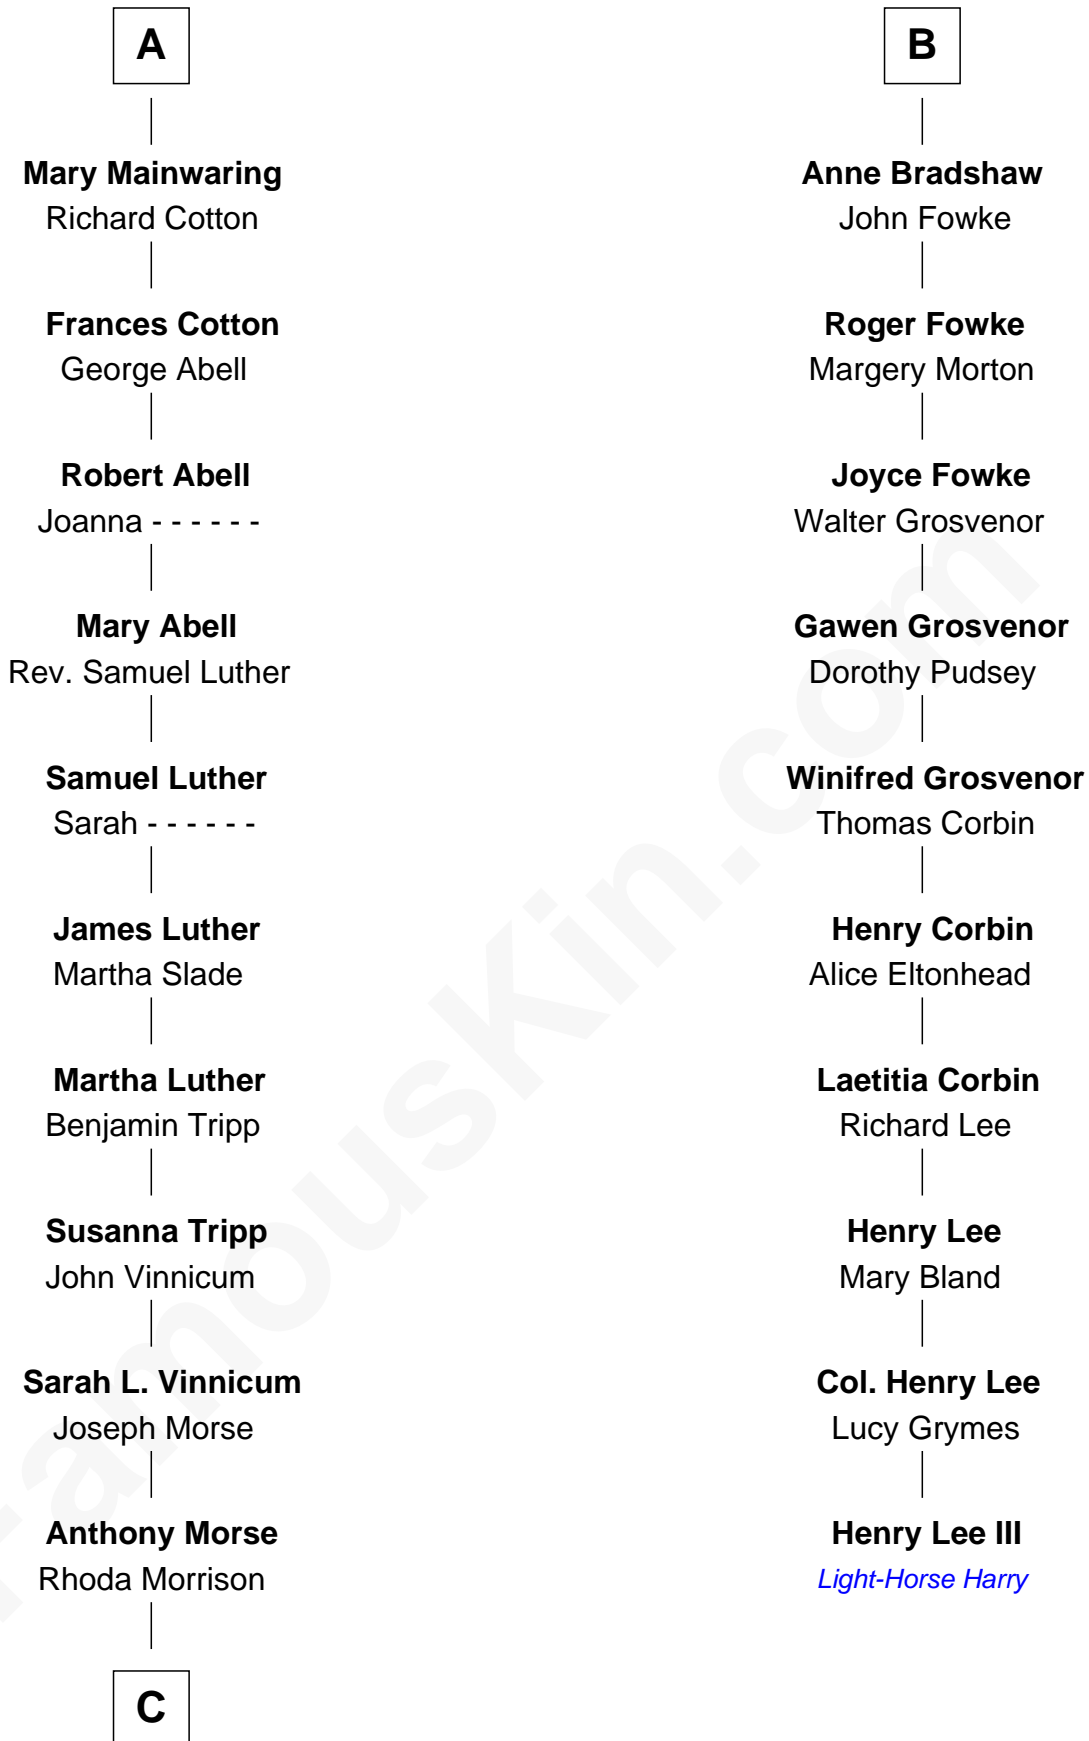 A
Mary Mainwaring
Richard Cotton
Frances Cotton
George Abell
Robert Abell
Joanna - - - - - -
Mary Abell
Rev. Samuel Luther
Samuel Luther
Sarah - - - - - -
James Luther
Martha Slade
Martha Luther
Benjamin Tripp
Susanna Tripp
John Vinnicum
Sarah L. Vinnicum
Joseph Morse
Anthony Morse
Rhoda Morrison
C
B
Anne Bradshaw
John Fowke
Roger Fowke
Margery Morton
Joyce Fowke
Walter Grosvenor
Gawen Grosvenor
Dorothy Pudsey
Winifred Grosvenor
Thomas Corbin
Henry Corbin
Alice Eltonhead
Laetitia Corbin
Richard Lee
Henry Lee
Mary Bland
Col. Henry Lee
Lucy Grymes
Henry Lee III
Light-Horse Harry
FamousKin.com